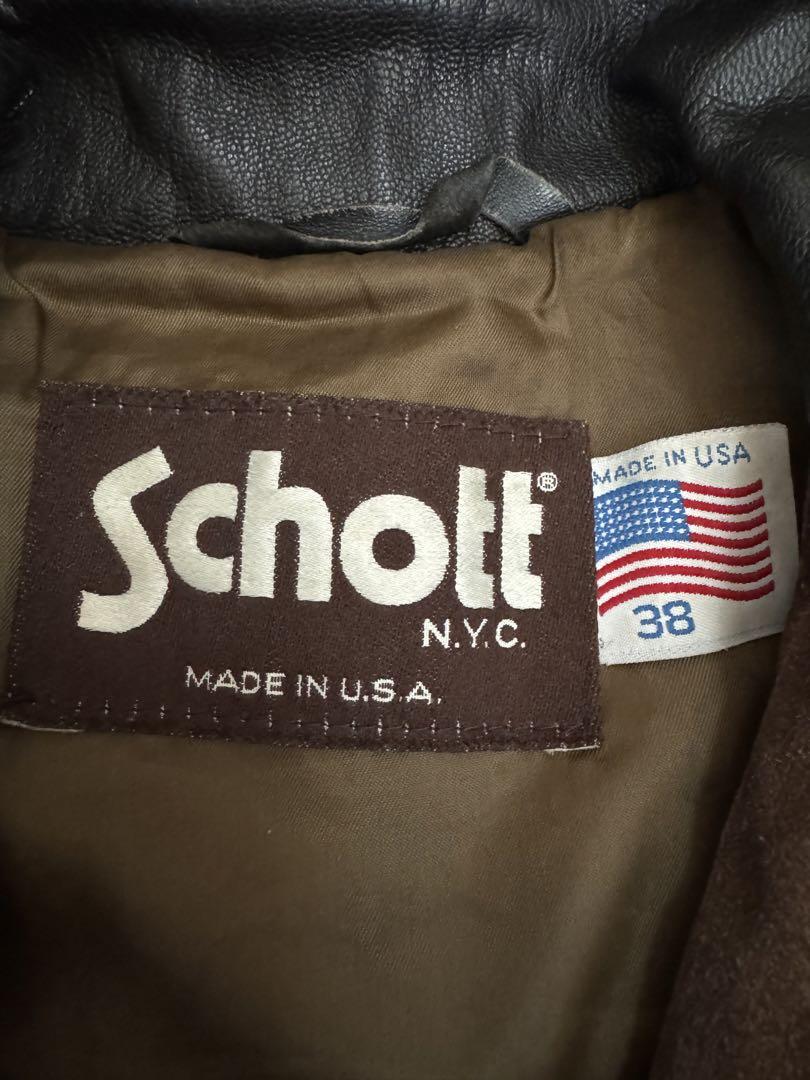 Schott®
N.Y.C.
MADE IN U.S.A.
MADE IN USA
38